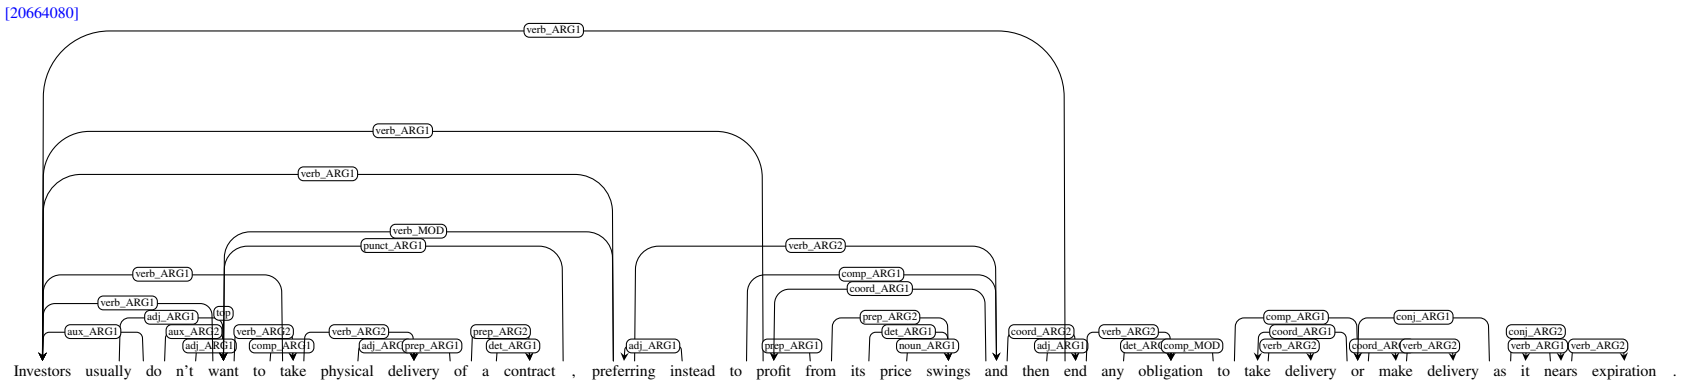 [20664080]
verb_ARG1
verb_ARG1
verb_ARG1
verb_MOD
punct_ARG1 verb_ARG2
verb_ARG1 comp_ARG1
coord_ARG1
verb_ARG1
adj_ARG1 top prep_ARG2 comp_ARG1 conj_ARG1
aux_ARG1 aux_ARG2 verb_ARG2 verb_ARG2 prep_ARG2 det_ARG1 coord_ARG2 verb_ARG2 coord_ARG1 conj_ARG2
adj_ARG1 comp_ARG1 prep_ARG1 det_ARG1 adj_ARG1 prep_ARG1 noun_ARG1 adj_ARG1 comp_MOD verb_ARG2 verb_ARG2 verb_ARG1 verb_ARG2
Investors usually do n't want to take physical delivery of a contract , preferring instead to profit from its price swings and then end any obligation to take delivery or make delivery as it nears expiration .